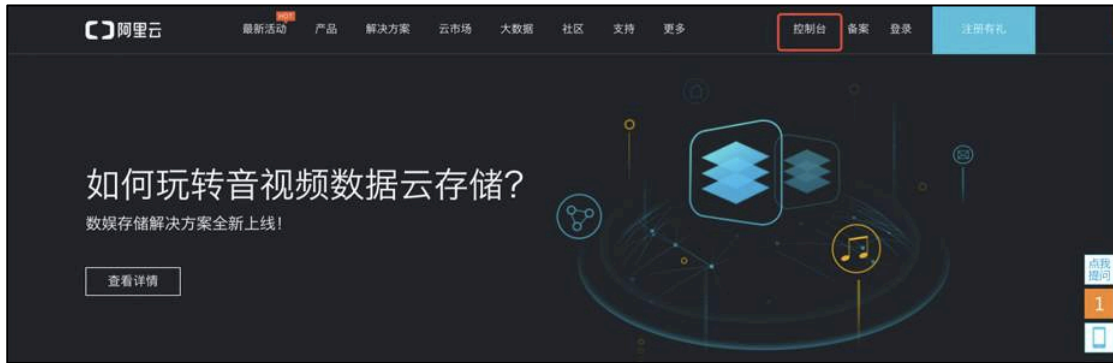 阿里云
最新活动 HOT 产品 解决方案 云市场 大数据 社区 支持 更多 控制台 备案 登录 注册有礼
如何玩转音视频数据云存储?
数娱存储解决方案全新上线!
查看详情
点我
提问
1